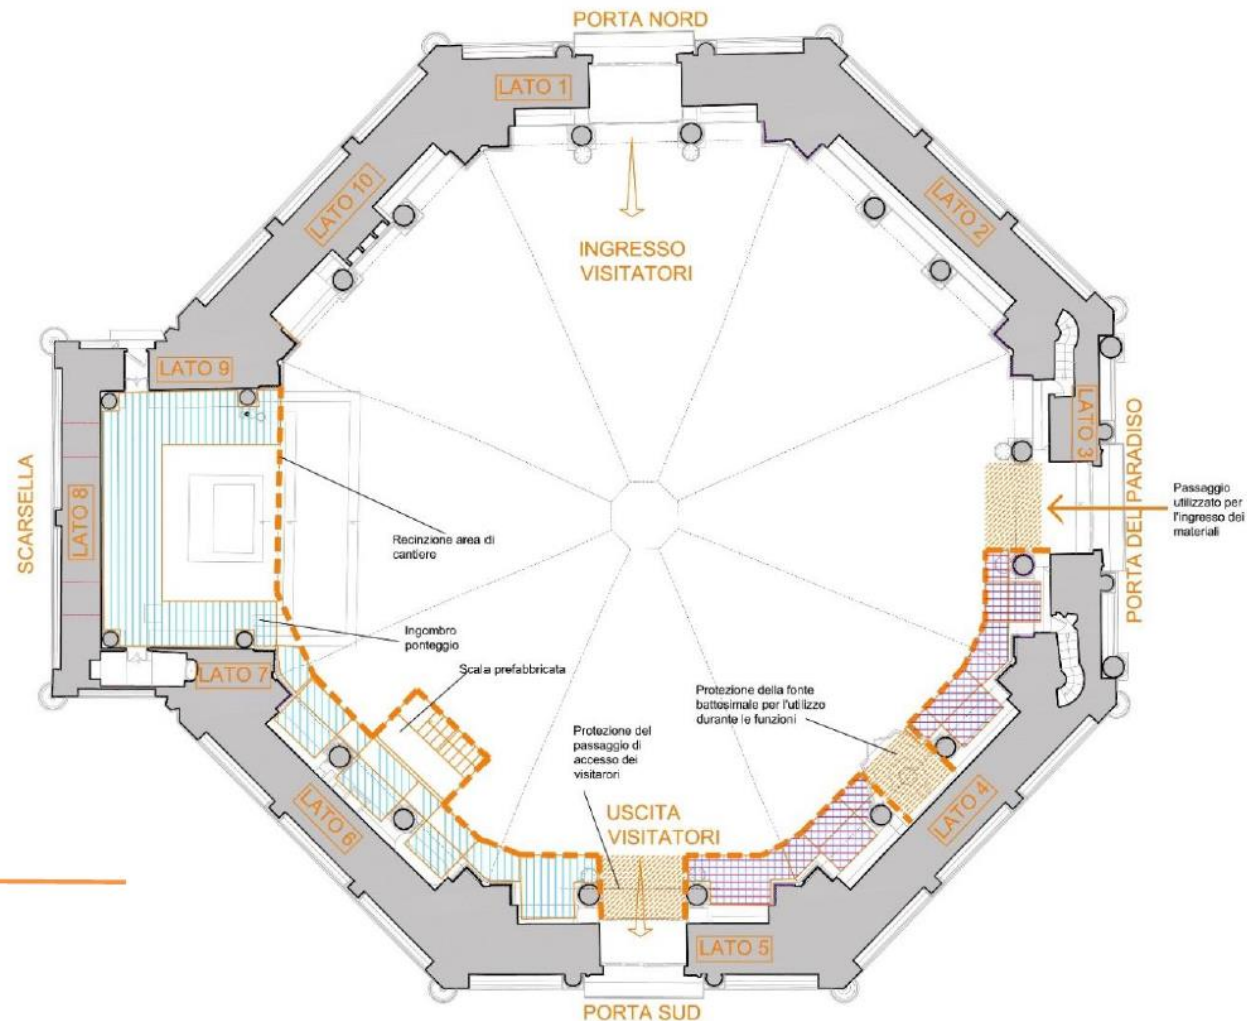 PORTA NORD
LATO 1
LATO 10
LATO 2
INGRESSO
VISITATORI
LATO 9
LATO 3
SCARSELLA
LATO 8
PORTA DEL PARADISO
Passaggio
utilizzato per
l'ingresso dei
materiali
Recinzione area di
cantiere
Ingombro
ponteggio
Scala prefabbricata
LATO 7
Protezione della fonte
battesimale per l'utilizzo
durante le funzioni
Protezione del
passaggio di
accesso dei
visitarori
USCITA
VISITATORI
LATO 6
LATO 4
LATO 5
PORTA SUD